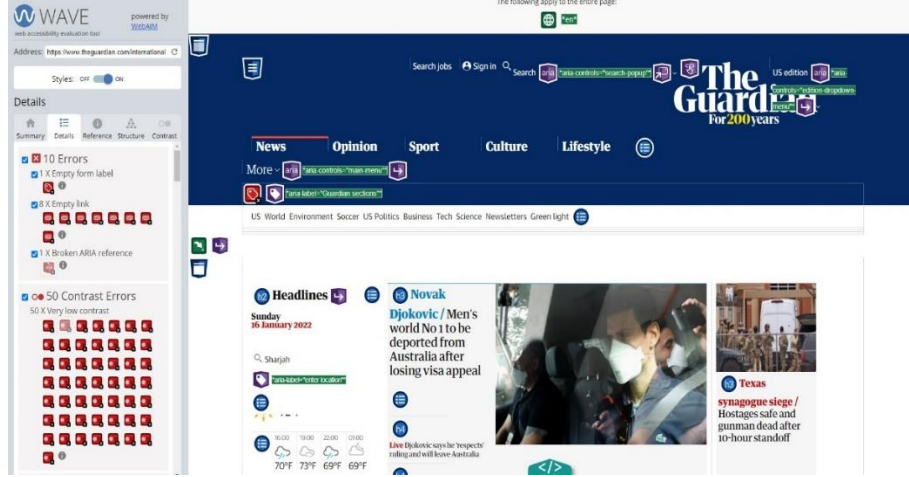 WAVE
powered by
WebAIM
web accessibility evaluation tool
Address: https://www.theguardian.com/international
Styles: OFF ON
Details
Summary Details Reference Structure Contrast
10 Errors
1 X Empty form label
8 X Empty link
1 X Broken ARIA reference
50 Contrast Errors
50 X Very low contrast
The following apply to the entire page:
*en*
Search jobs Sign in Search aria *aria-controls="search-popup"*
The
Guardian
For 200 years
US edition aria *aria-
controls="edition-dropdown-
menu"*
News Opinion Sport Culture Lifestyle
More aria *aria-controls="main-menu"*
*aria-label="Guardian sections"*
US World Environment Soccer US Politics Business Tech Science Newsletters Green light
h2 Headlines
Sunday
16 January 2022
Sharjah
*aria-label="enter location"*
16:00 19:00 22:00 01:00
70°F 73°F 69°F 69°F
h3 Novak
Djokovic / Men's
world No 1 to be
deported from
Australia after
losing visa appeal
h4
Live Djokovic says he 'respects'
ruling and will leave Australia
</>
h3 Texas
synagogue siege /
Hostages safe and
gunman dead after
10-hour standoff